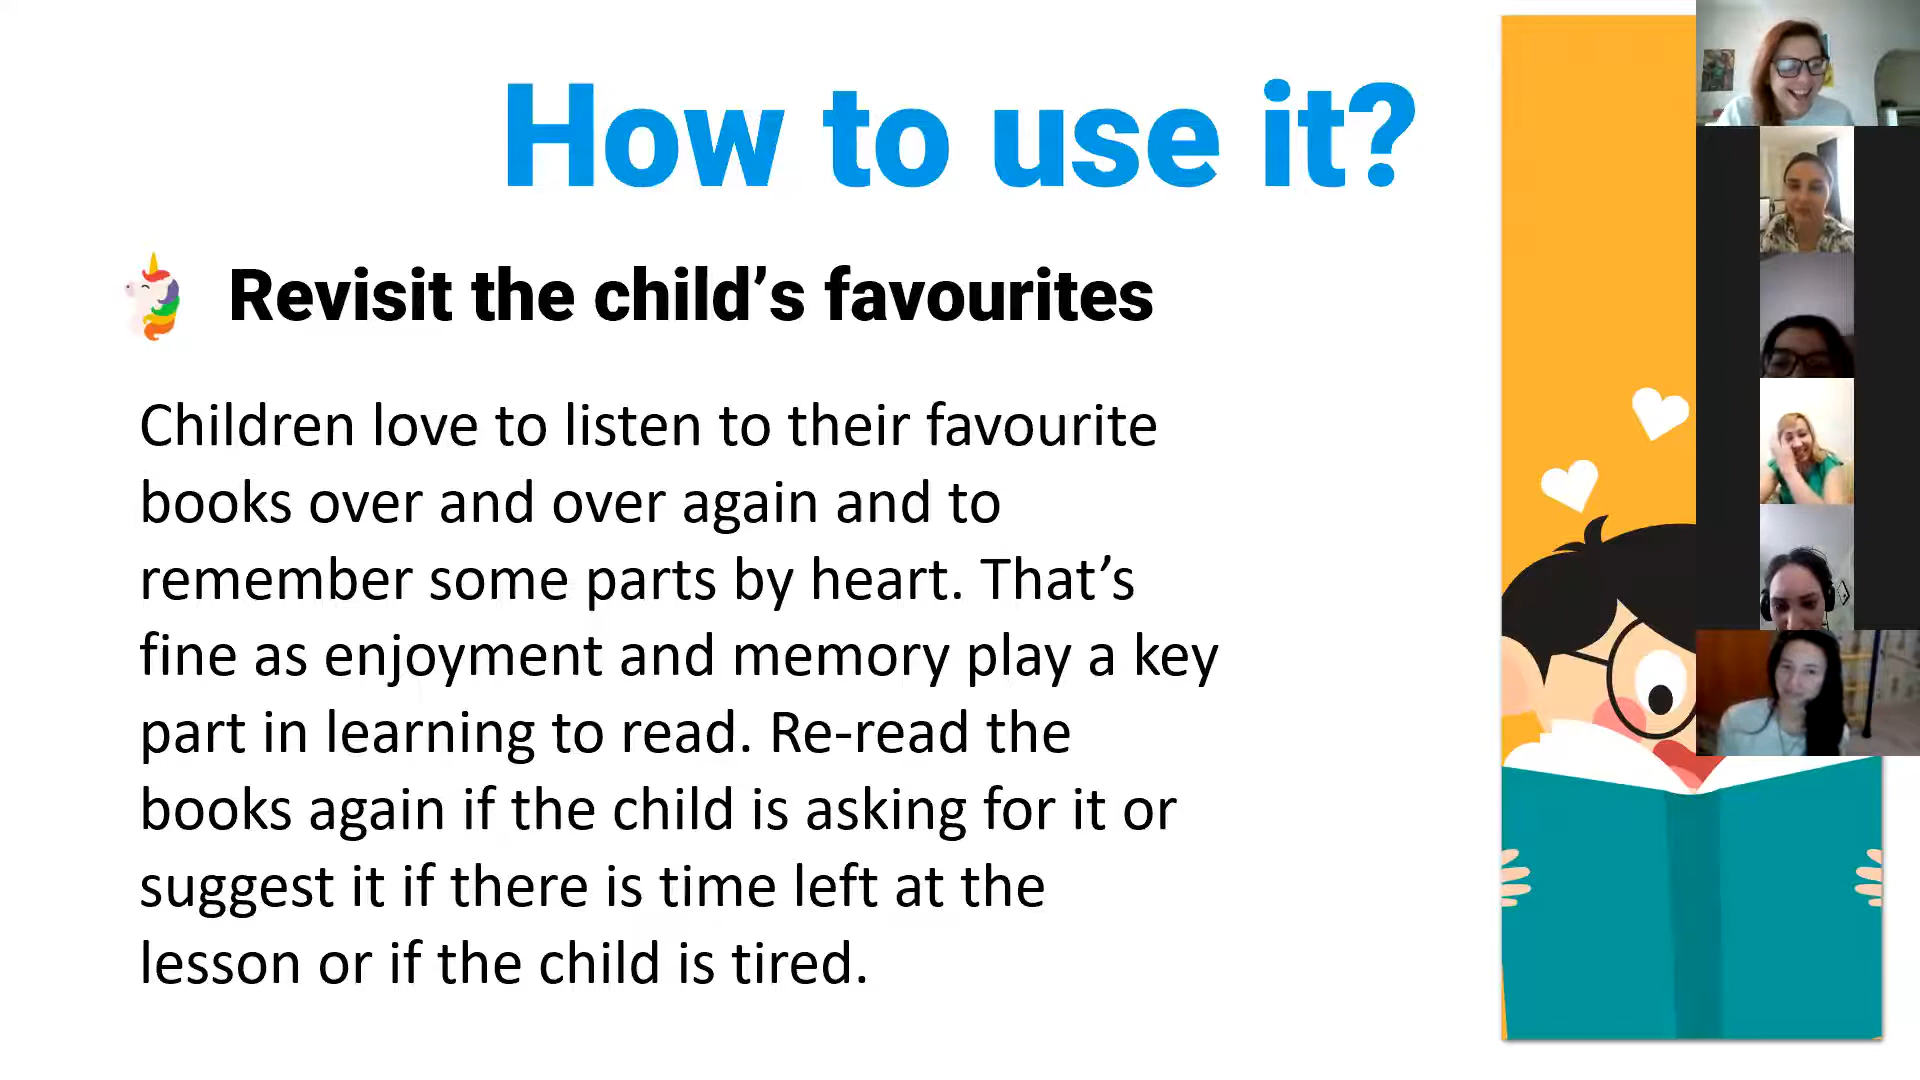 How to use it?
Revisit the child’s favourites
Children love to listen to their favourite
books over and over again and to
remember some parts by heart. That’s
fine as enjoyment and memory play a key
part in learning to read. Re-read the
books again if the child is asking for it or
suggest it if there is time left at the
lesson or if the child is tired.